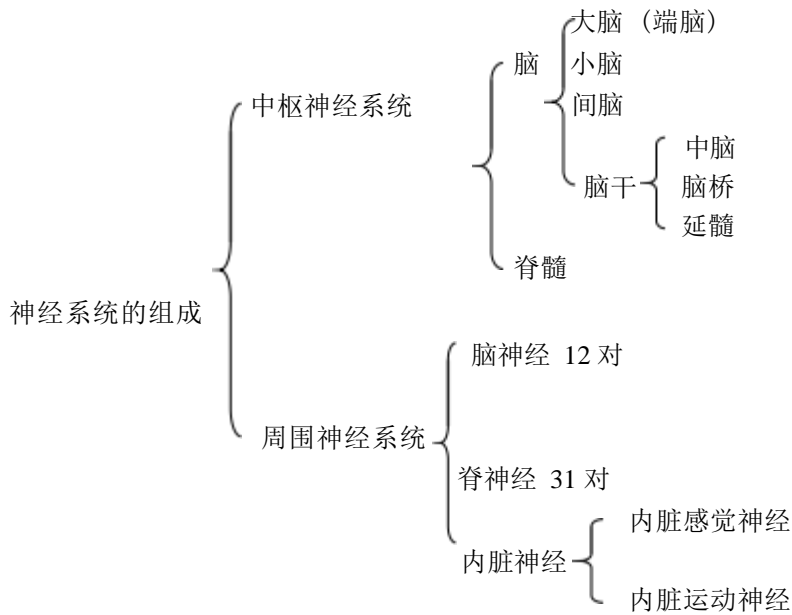 大脑（端脑）
脑
小脑
中枢神经系统
间脑
中脑
脑干
脑桥
延髓
脊髓
神经系统的组成
脑神经 12 对
周围神经系统
脊神经 31 对
内脏感觉神经
内脏神经
内脏运动神经